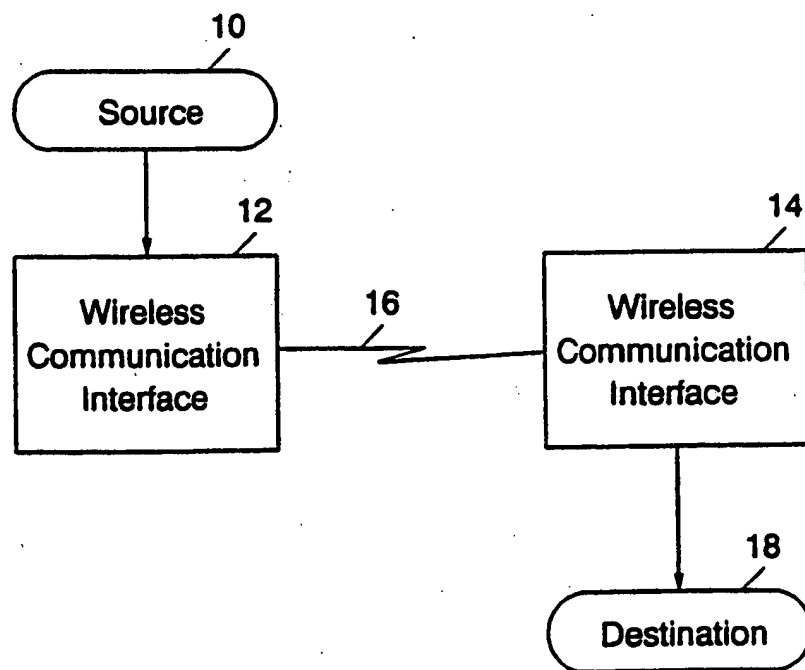 10
Source
12
Wireless
Communication
Interface
16
14
Wireless
Communication
Interface
18
Destination